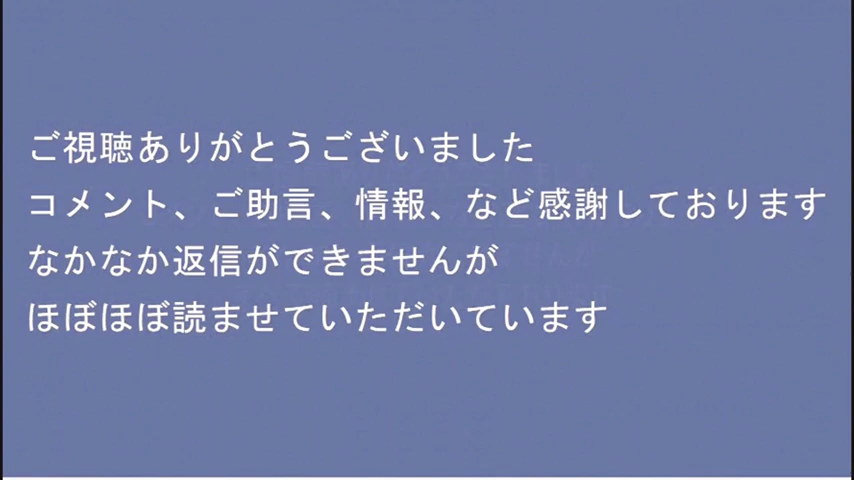 ご視聴ありがとうございました
コメント、ご助言、情報、など感謝しております
なかなか返信ができませんが
ほぼほぼ読ませていただいています